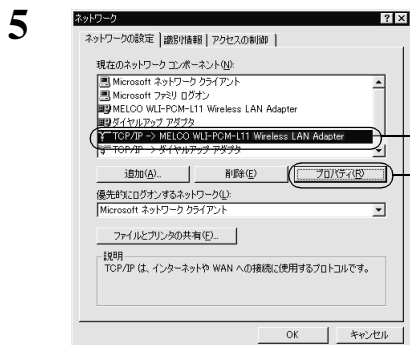 5
ネットワーク
ネットワークの設定 識別情報 アクセスの制御
現在のネットワーク コンポーネント(N):
Microsoft ネットワーク クライアント
Microsoft ファミリ ログオン
MELCO WLI-PCM-L11 Wireless LAN Adapter
ダイヤルアップ アダプタ
TCP/IP -> MELCO WLI-PCM-L11 Wireless LAN Adapter
TCP/IP -> ダイヤルアップ アダプタ
追加(A)... 削除(E) プロパティ(R)
優先的にログオンするネットワーク(L):
Microsoft ネットワーク クライアント
ファイルとプリンタの共有(F)...
説明
TCP/IP は、インターネットや WAN への接続に使用するプロトコルです。
OK キャンセル